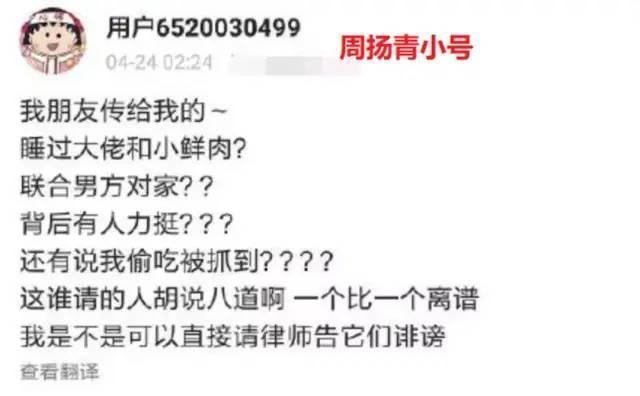 用户6520030499
周扬青小号
04-24 02:24
我朋友传给我的～
睡过大佬和小鲜肉?
联合男方对家??
背后有人力挺???
还有说我偷吃被抓到????
这谁请的人胡说八道啊 一个比一个离谱
我是不是可以直接请律师告它们诽谤
查看翻译